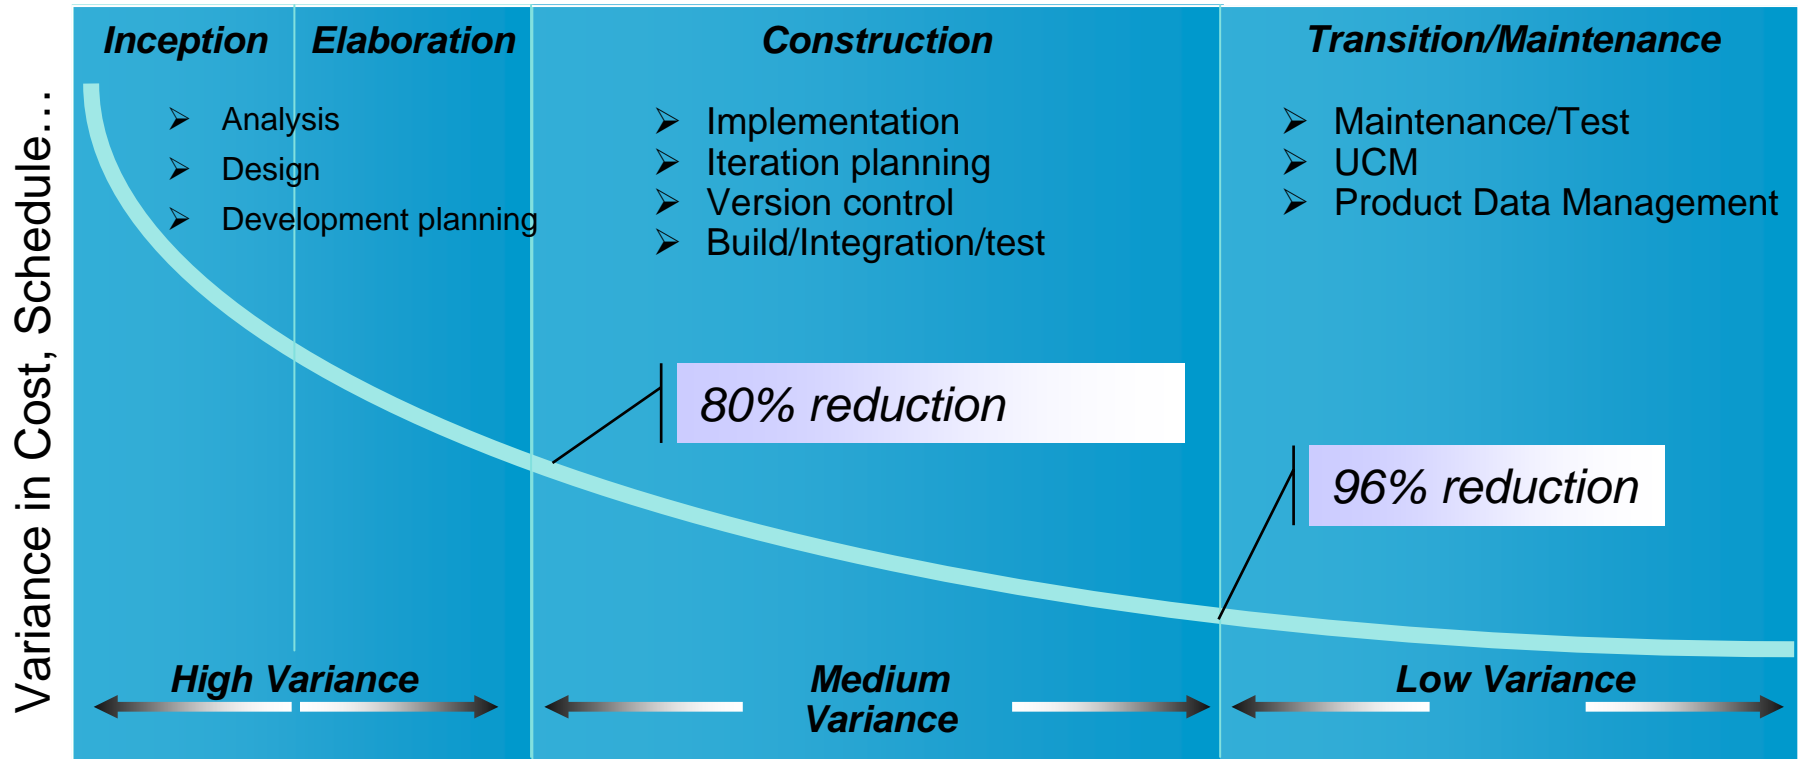 Variance in Cost, Schedule…
Inception
Elaboration
Construction
Transition/Maintenance
➢ Analysis
➢ Design
➢ Development planning
➢ Implementation
➢ Iteration planning
➢ Version control
➢ Build/Integration/test
➢ Maintenance/Test
➢ UCM
➢ Product Data Management
80% reduction
96% reduction
High Variance
Medium
Variance
Low Variance